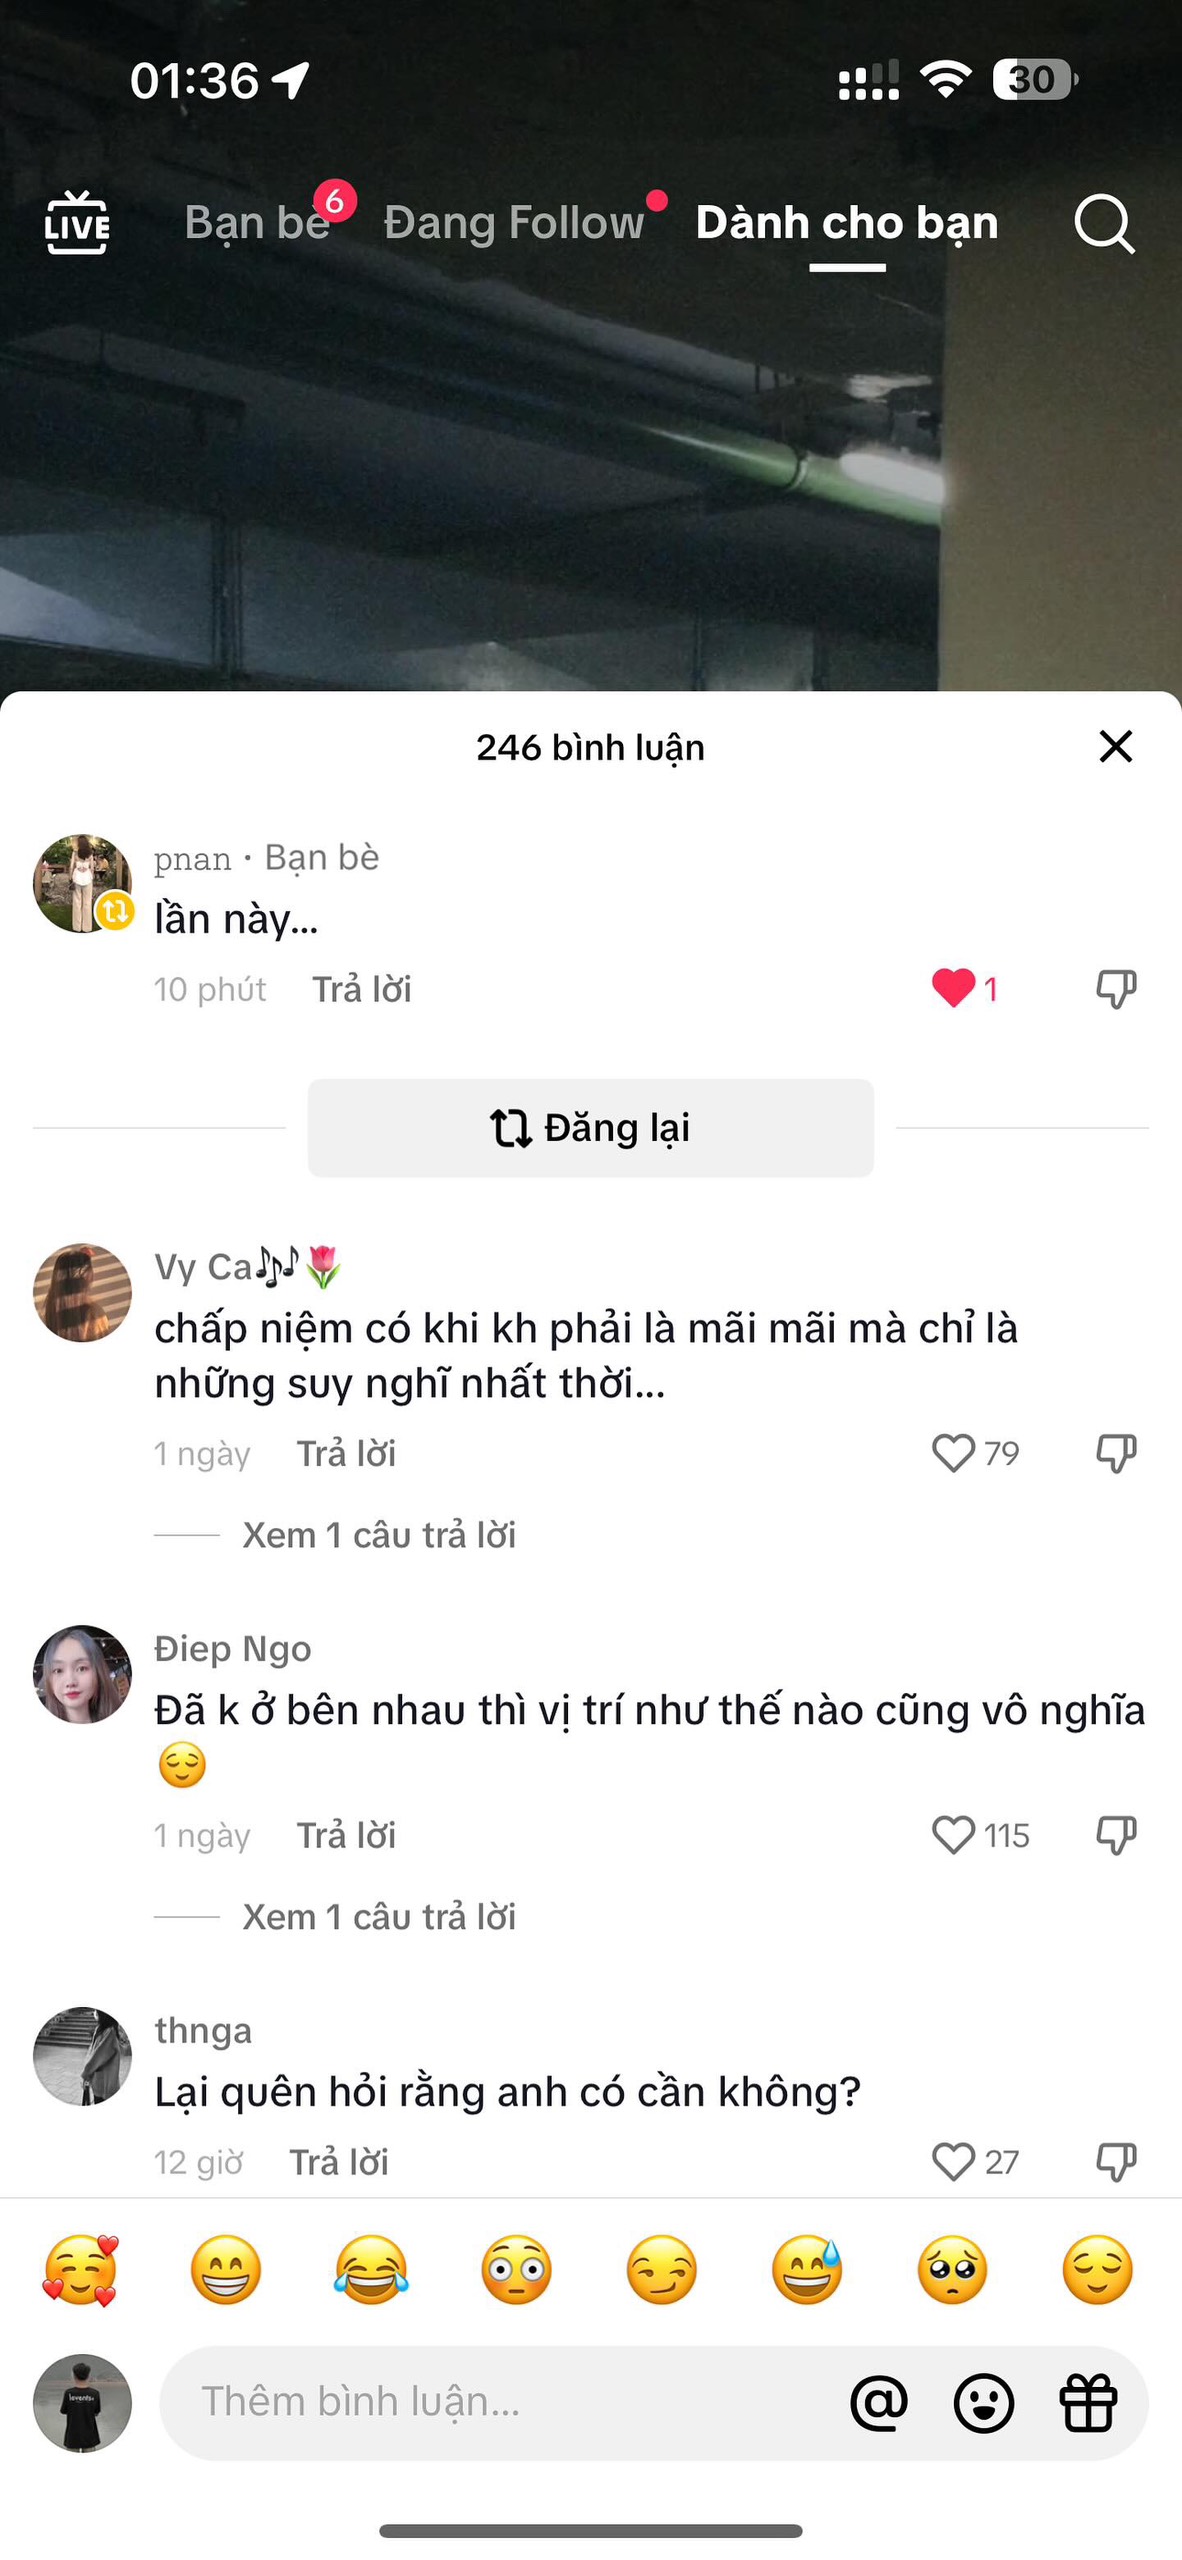 01:36
30
LIVE
Bạn bè
6
Đang Follow
Dành cho bạn
246 bình luận
pnan · Bạn bè
lần này...
10 phút Trả lời 1
Đăng lại
Vy Ca🎶🌷
chấp niệm có khi kh phải là mãi mãi mà chỉ là
những suy nghĩ nhất thời...
1 ngày Trả lời 79
Xem 1 câu trả lời
Điep Ngo
Đã k ở bên nhau thì vị trí như thế nào cũng vô nghĩa
😌
1 ngày Trả lời 115
Xem 1 câu trả lời
thnga
Lại quên hỏi rằng anh có cần không?
12 giờ Trả lời 27
🥰 😁 😂 😳 😏 😅 🥺 😌
Thêm bình luận...